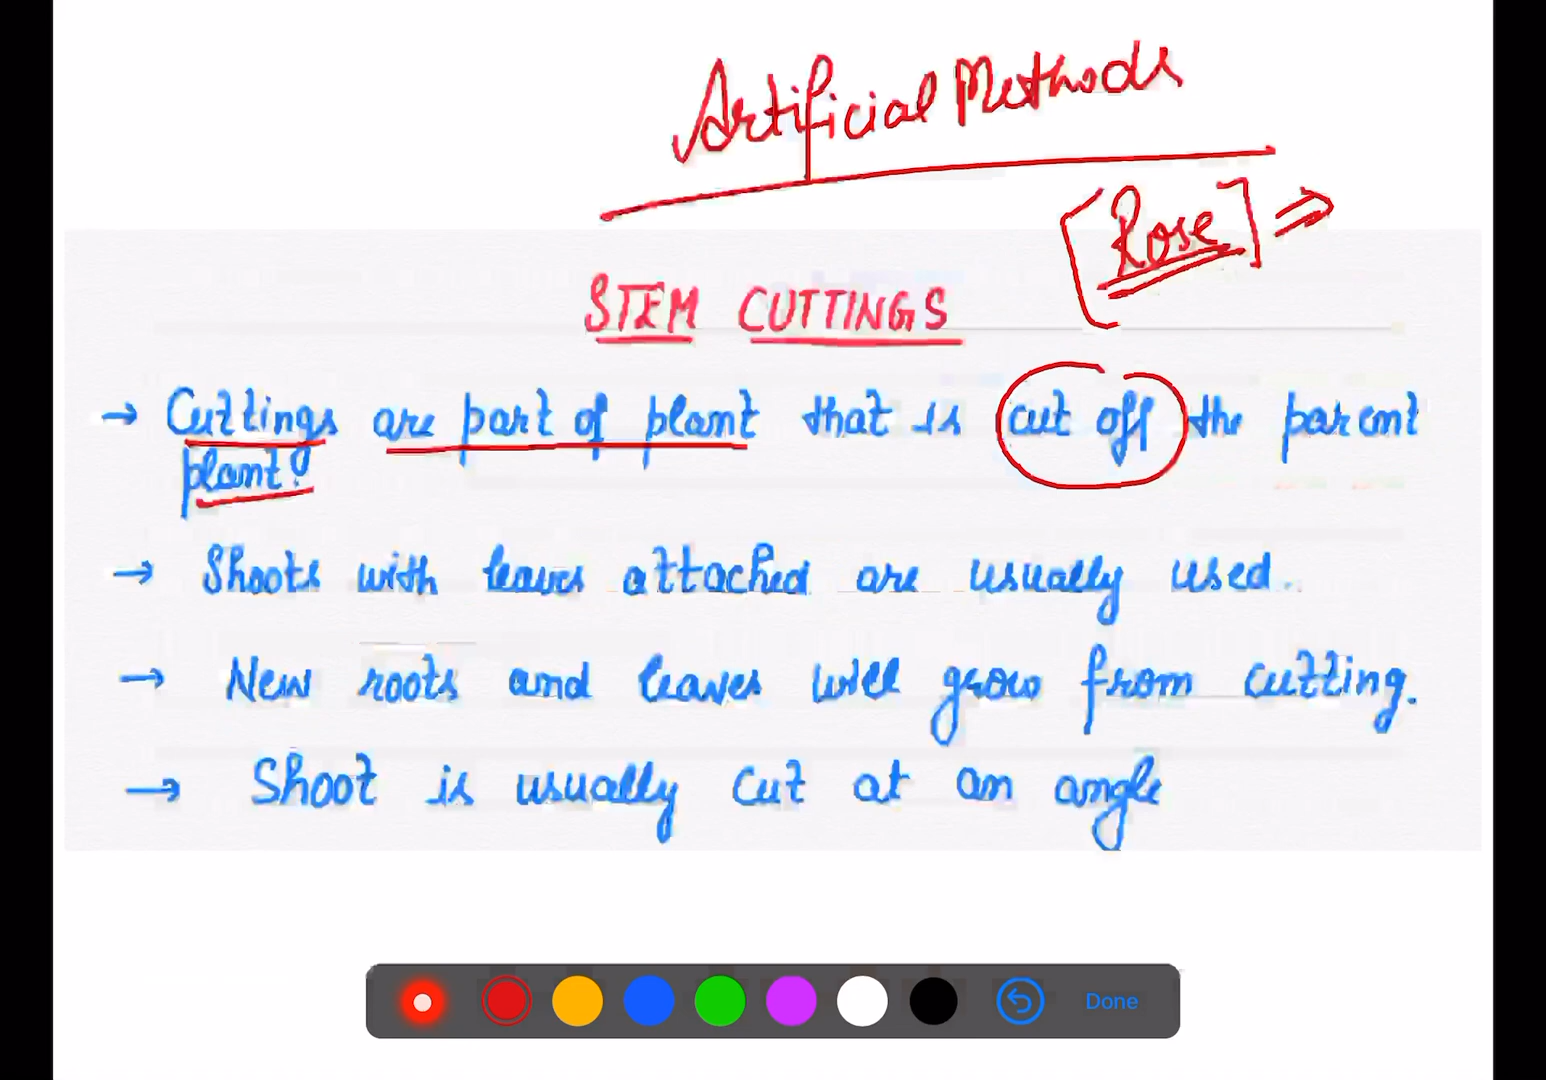 Artificial Methods
[Rose] ⇒
STEM CUTTINGS
→ Cuttings are part of plant that is cut off the parent
plant!
→ Shoots with leaves attached are usually used.
→ New roots and leaves will grow from cutting.
→ Shoot is usually cut at an angle
Done